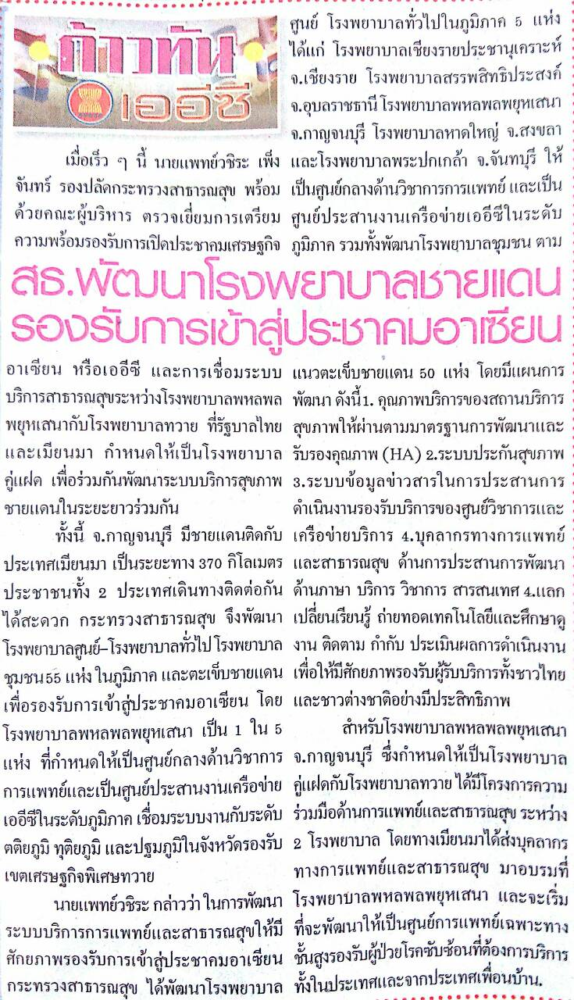 ก้าวทัน
เออีซี
เมื่อเร็ว ๆ นี้ นายแพทย์วชิระ เพ็ง
จันทร์ รองปลัดกระทรวงสาธารณสุข พร้อม
ด้วยคณะผู้บริหาร ตรวจเยี่ยมการเตรียม
ความพร้อมรองรับการเปิดประชาคมเศรษฐกิจ
สธ.พัฒนาโรงพยาบาลชายแดน
รองรับการเข้าสู่ประชาคมอาเซียน
อาเซียน หรือเออีซี และการเชื่อมระบบ
บริการสาธารณสุขระหว่างโรงพยาบาลพหลพล
พยุหเสนากับโรงพยาบาลทวาย ที่รัฐบาลไทย
และเมียนมา กำหนดให้เป็นโรงพยาบาล
คู่แฝด เพื่อร่วมกันพัฒนาระบบบริการสุขภาพ
ชายแดนในระยะยาวร่วมกัน
ทั้งนี้ จ.กาญจนบุรี มีชายแดนติดกับ
ประเทศเมียนมา เป็นระยะทาง 370 กิโลเมตร
ประชาชนทั้ง 2 ประเทศเดินทางติดต่อกัน
ได้สะดวก กระทรวงสาธารณสุข จึงพัฒนา
โรงพยาบาลศูนย์–โรงพยาบาลทั่วไป โรงพยาบาล
ชุมชน 55 แห่ง ในภูมิภาค และตะเข็บชายแดน
เพื่อรองรับการเข้าสู่ประชาคมอาเซียน โดย
โรงพยาบาลพหลพลพยุหเสนา เป็น 1 ใน 5
แห่ง ที่กำหนดให้เป็นศูนย์กลางด้านวิชาการ
การแพทย์และเป็นศูนย์ประสานงานเครือข่าย
เออีซีในระดับภูมิภาค เชื่อมระบบงานกับระดับ
ตติยภูมิ ทุติยภูมิ และปฐมภูมิในจังหวัดรองรับ
เขตเศรษฐกิจพิเศษทวาย
นายแพทย์วชิระ กล่าวว่า ในการพัฒนา
ระบบบริการการแพทย์และสาธารณสุขให้มี
ศักยภาพรองรับการเข้าสู่ประชาคมอาเซียน
กระทรวงสาธารณสุข ได้พัฒนาโรงพยาบาล
ศูนย์ โรงพยาบาลทั่วไปในภูมิภาค 5 แห่ง
ได้แก่ โรงพยาบาลเชียงรายประชานุเคราะห์
จ.เชียงราย โรงพยาบาลสรรพสิทธิประสงค์
จ.อุบลราชธานี โรงพยาบาลพหลพลพยุหเสนา
จ.กาญจนบุรี โรงพยาบาลหาดใหญ่ จ.สงขลา
และโรงพยาบาลพระปกเกล้า จ.จันทบุรี ให้
เป็นศูนย์กลางด้านวิชาการการแพทย์ และเป็น
ศูนย์ประสานงานเครือข่ายเออีซีในระดับ
ภูมิภาค รวมทั้งพัฒนาโรงพยาบาลชุมชน ตาม
แนวตะเข็บชายแดน 50 แห่ง โดยมีแผนการ
พัฒนา ดังนี้1. คุณภาพบริการของสถานบริการ
สุขภาพให้ผ่านตามมาตรฐานการพัฒนาและ
รับรองคุณภาพ (HA) 2.ระบบประกันสุขภาพ
3.ระบบข้อมูลข่าวสารในการประสานการ
ดำเนินงานรองรับบริการของศูนย์วิชาการและ
เครือข่ายบริการ 4.บุคลากรทางการแพทย์
และสาธารณสุข ด้านการประสานการพัฒนา
ด้านภาษา บริการ วิชาการ สารสนเทศ 4.แลก
เปลี่ยนเรียนรู้ ถ่ายทอดเทคโนโลยีและศึกษาดู
งาน ติดตาม กำกับ ประเมินผลการดำเนินงาน
เพื่อให้มีศักยภาพรองรับผู้รับบริการทั้งชาวไทย
และชาวต่างชาติอย่างมีประสิทธิภาพ
สำหรับโรงพยาบาลพหลพลพยุหเสนา
จ.กาญจนบุรี ซึ่งกำหนดให้เป็นโรงพยาบาล
คู่แฝดกับโรงพยาบาลทวาย ได้มีโครงการความ
ร่วมมือด้านการแพทย์และสาธารณสุข ระหว่าง
2 โรงพยาบาล โดยทางเมียนมาได้ส่งบุคลากร
ทางการแพทย์และสาธารณสุข มาอบรมที่
โรงพยาบาลพหลพลพยุหเสนา และจะเริ่ม
ที่จะพัฒนาให้เป็นศูนย์การแพทย์เฉพาะทาง
ชั้นสูงรองรับผู้ป่วยโรคซับซ้อนที่ต้องการบริการ
ทั้งในประเทศและจากประเทศเพื่อนบ้าน.